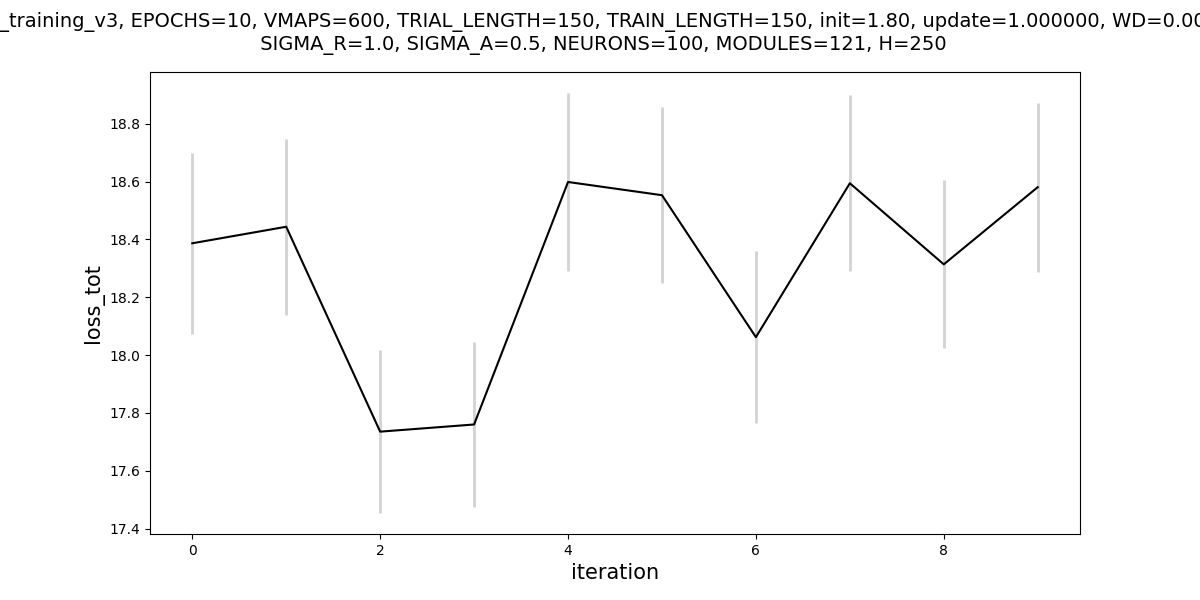 _training_v3, EPOCHS=10, VMAPS=600, TRIAL_LENGTH=150, TRAIN_LENGTH=150, init=1.80, update=1.000000, WD=0.00
SIGMA_R=1.0, SIGMA_A=0.5, NEURONS=100, MODULES=121, H=250
18.8
18.6
18.4
18.2
18.0
17.8
17.6
17.4
loss_tot
0 2 4 6 8
iteration